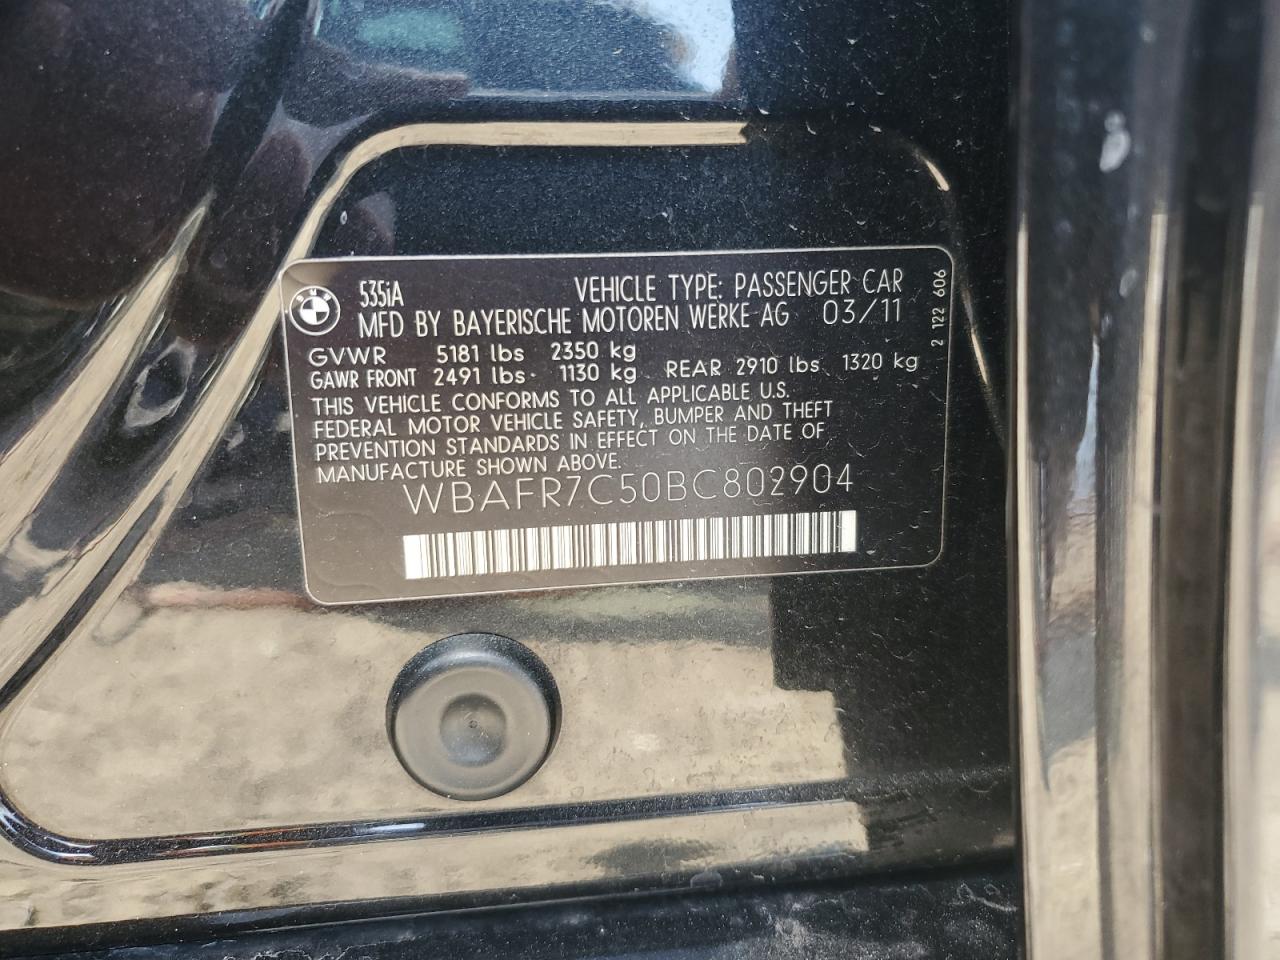 535iA VEHICLE TYPE: PASSENGER CAR
MFD BY BAYERISCHE MOTOREN WERKE AG 03/11
GVWR 5181 lbs 2350 kg
GAWR FRONT 2491 lbs· 1130 kg REAR 2910 lbs 1320 kg
THIS VEHICLE CONFORMS TO ALL APPLICABLE U.S.
FEDERAL MOTOR VEHICLE SAFETY, BUMPER AND THEFT
PREVENTION STANDARDS IN EFFECT ON THE DATE OF
MANUFACTURE SHOWN ABOVE.
WBAFR7C50BC802904
2 122 606
BMW